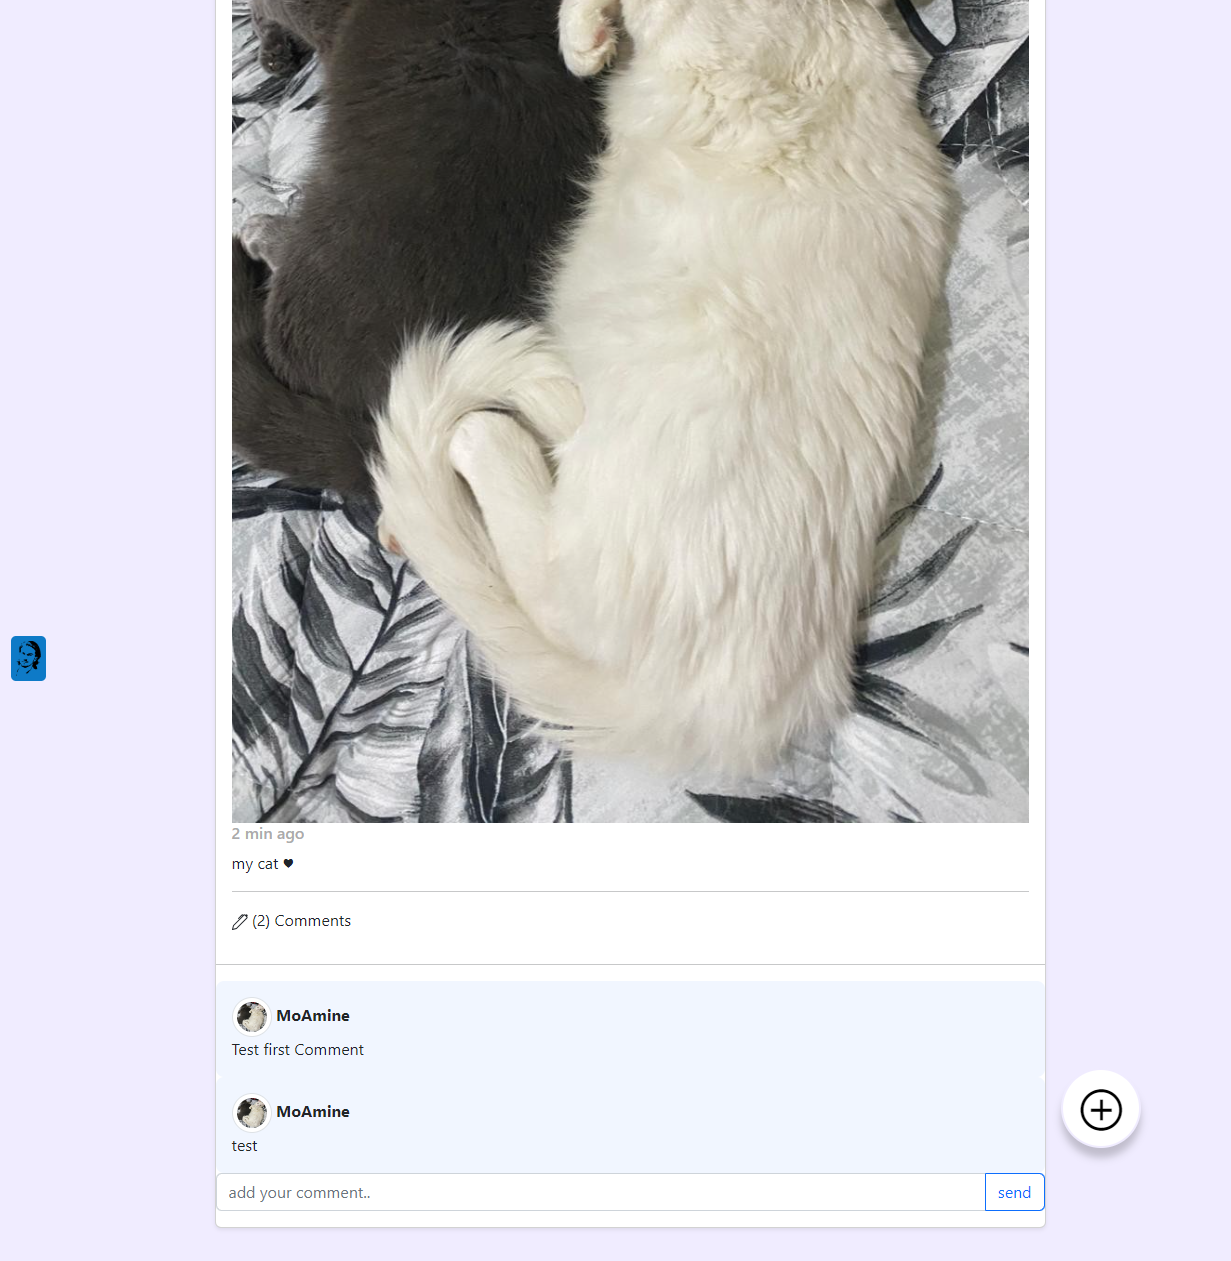 2 min ago
my cat ♥
(2) Comments
MoAmine
Test first Comment
MoAmine
test
add your comment..
send